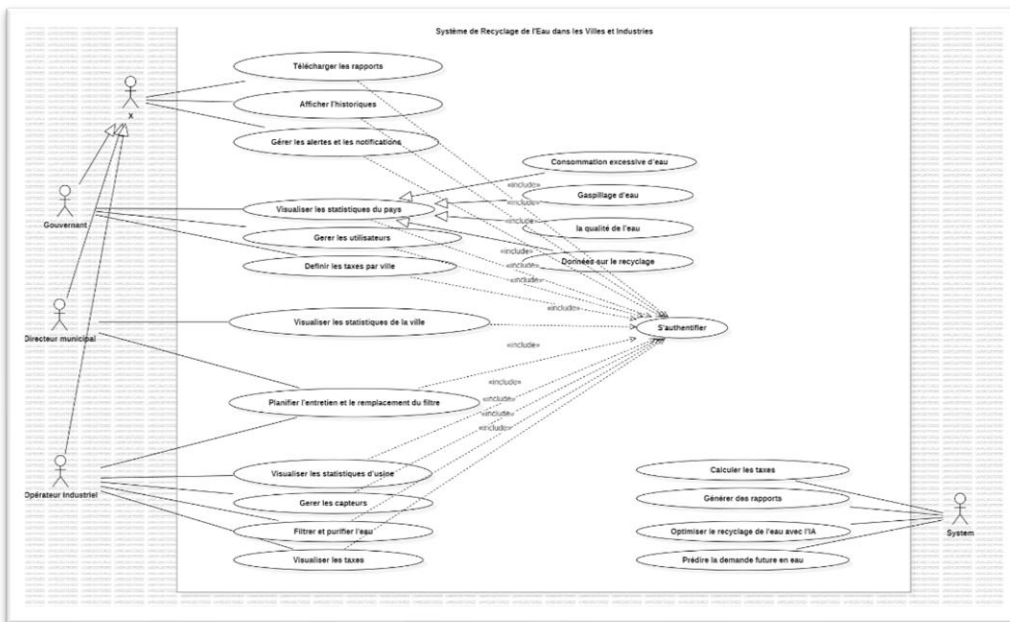 Système de Recyclage de l'Eau dans les Villes et Industries
Télécharger les rapports
Afficher l'historiques
X
Gérer les alertes et les notifications
Consommation excessive d'eau
«include»
Gaspillage d'eau
«include»
Visualiser les statistiques du pays
Gouvernant
«include»
la qualité de l'eau
Gerer les utilisateurs
«include»
Données sur le recyclage
«include»
Definir les taxes par ville
«include»
«include»
Visualiser les statistiques de la ville
S'authentifier
Directeur municipal
«include»
«include»
«include»
Planifier l'entretien et le remplacement du filtre
«include»
«include»
Visualiser les statistiques d'usine
Calculer les taxes
Opérateur Industriel
Gerer les capteurs
Générer des rapports
Filtrer et purifier l'eau
Optimiser le recyclage de l'eau avec l'IA
System
Visualiser les taxes
Prédire la demande future en eau